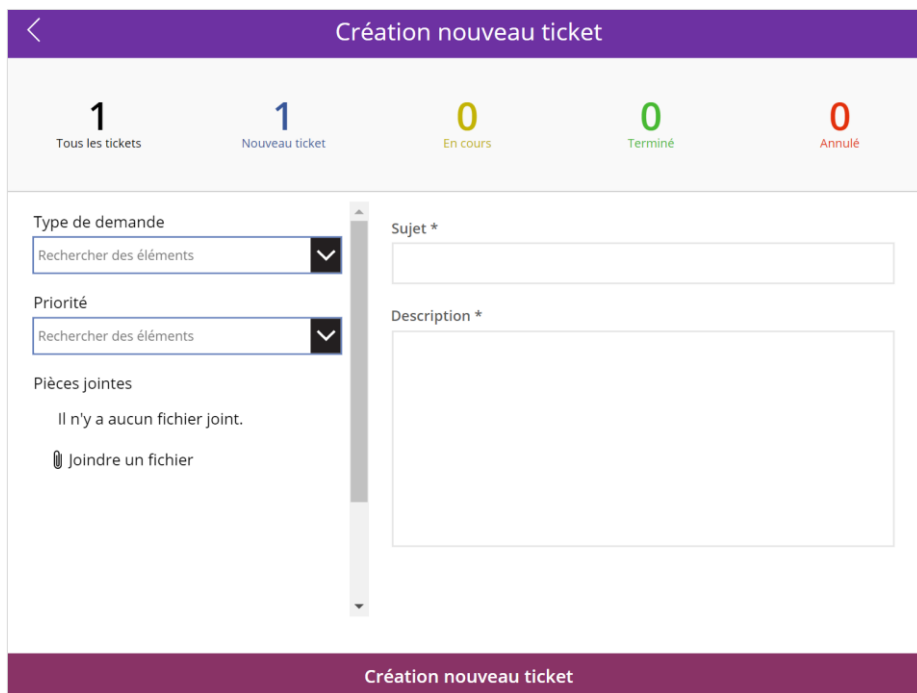 Création nouveau ticket
1
Tous les tickets
1
Nouveau ticket
0
En cours
0
Terminé
0
Annulé
Type de demande
Rechercher des éléments
Priorité
Rechercher des éléments
Pièces jointes
Il n'y a aucun fichier joint.
Joindre un fichier
Sujet *
Description *
Création nouveau ticket